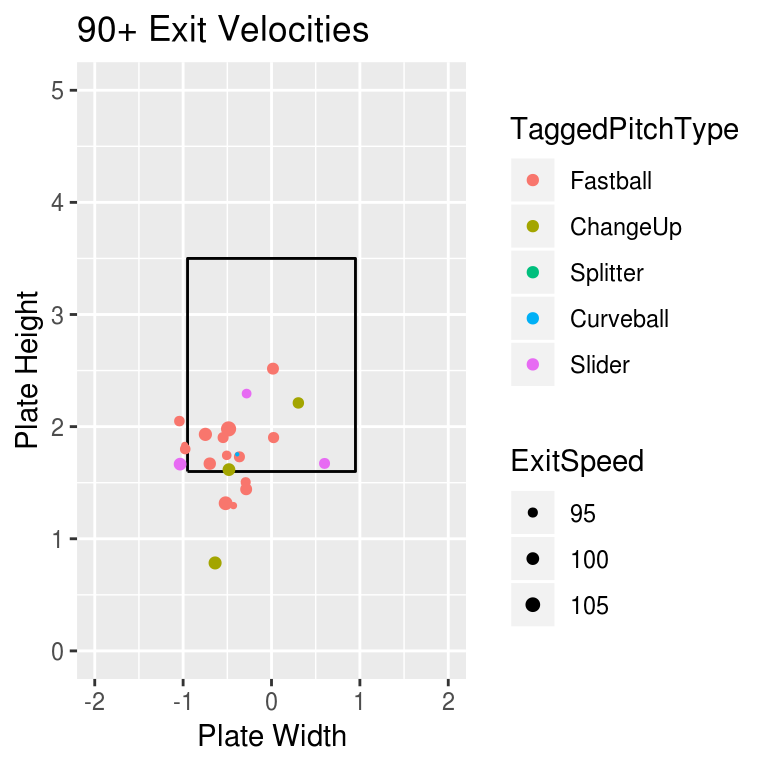 90+ Exit Velocities
5
4
3
2
1
0
Plate Height
-2 -1 0 1 2
Plate Width
TaggedPitchType
Fastball
ChangeUp
Splitter
Curveball
Slider
ExitSpeed
95
100
105